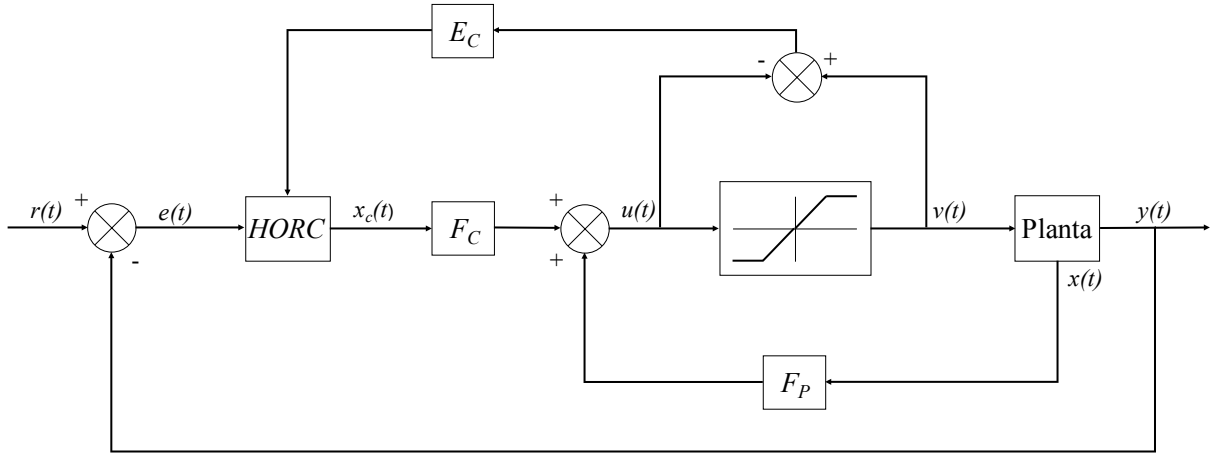 E_C
- +
r(t) + - e(t) HORC x_c(t) F_C + + u(t) v(t) Planta y(t)
x(t)
F_P